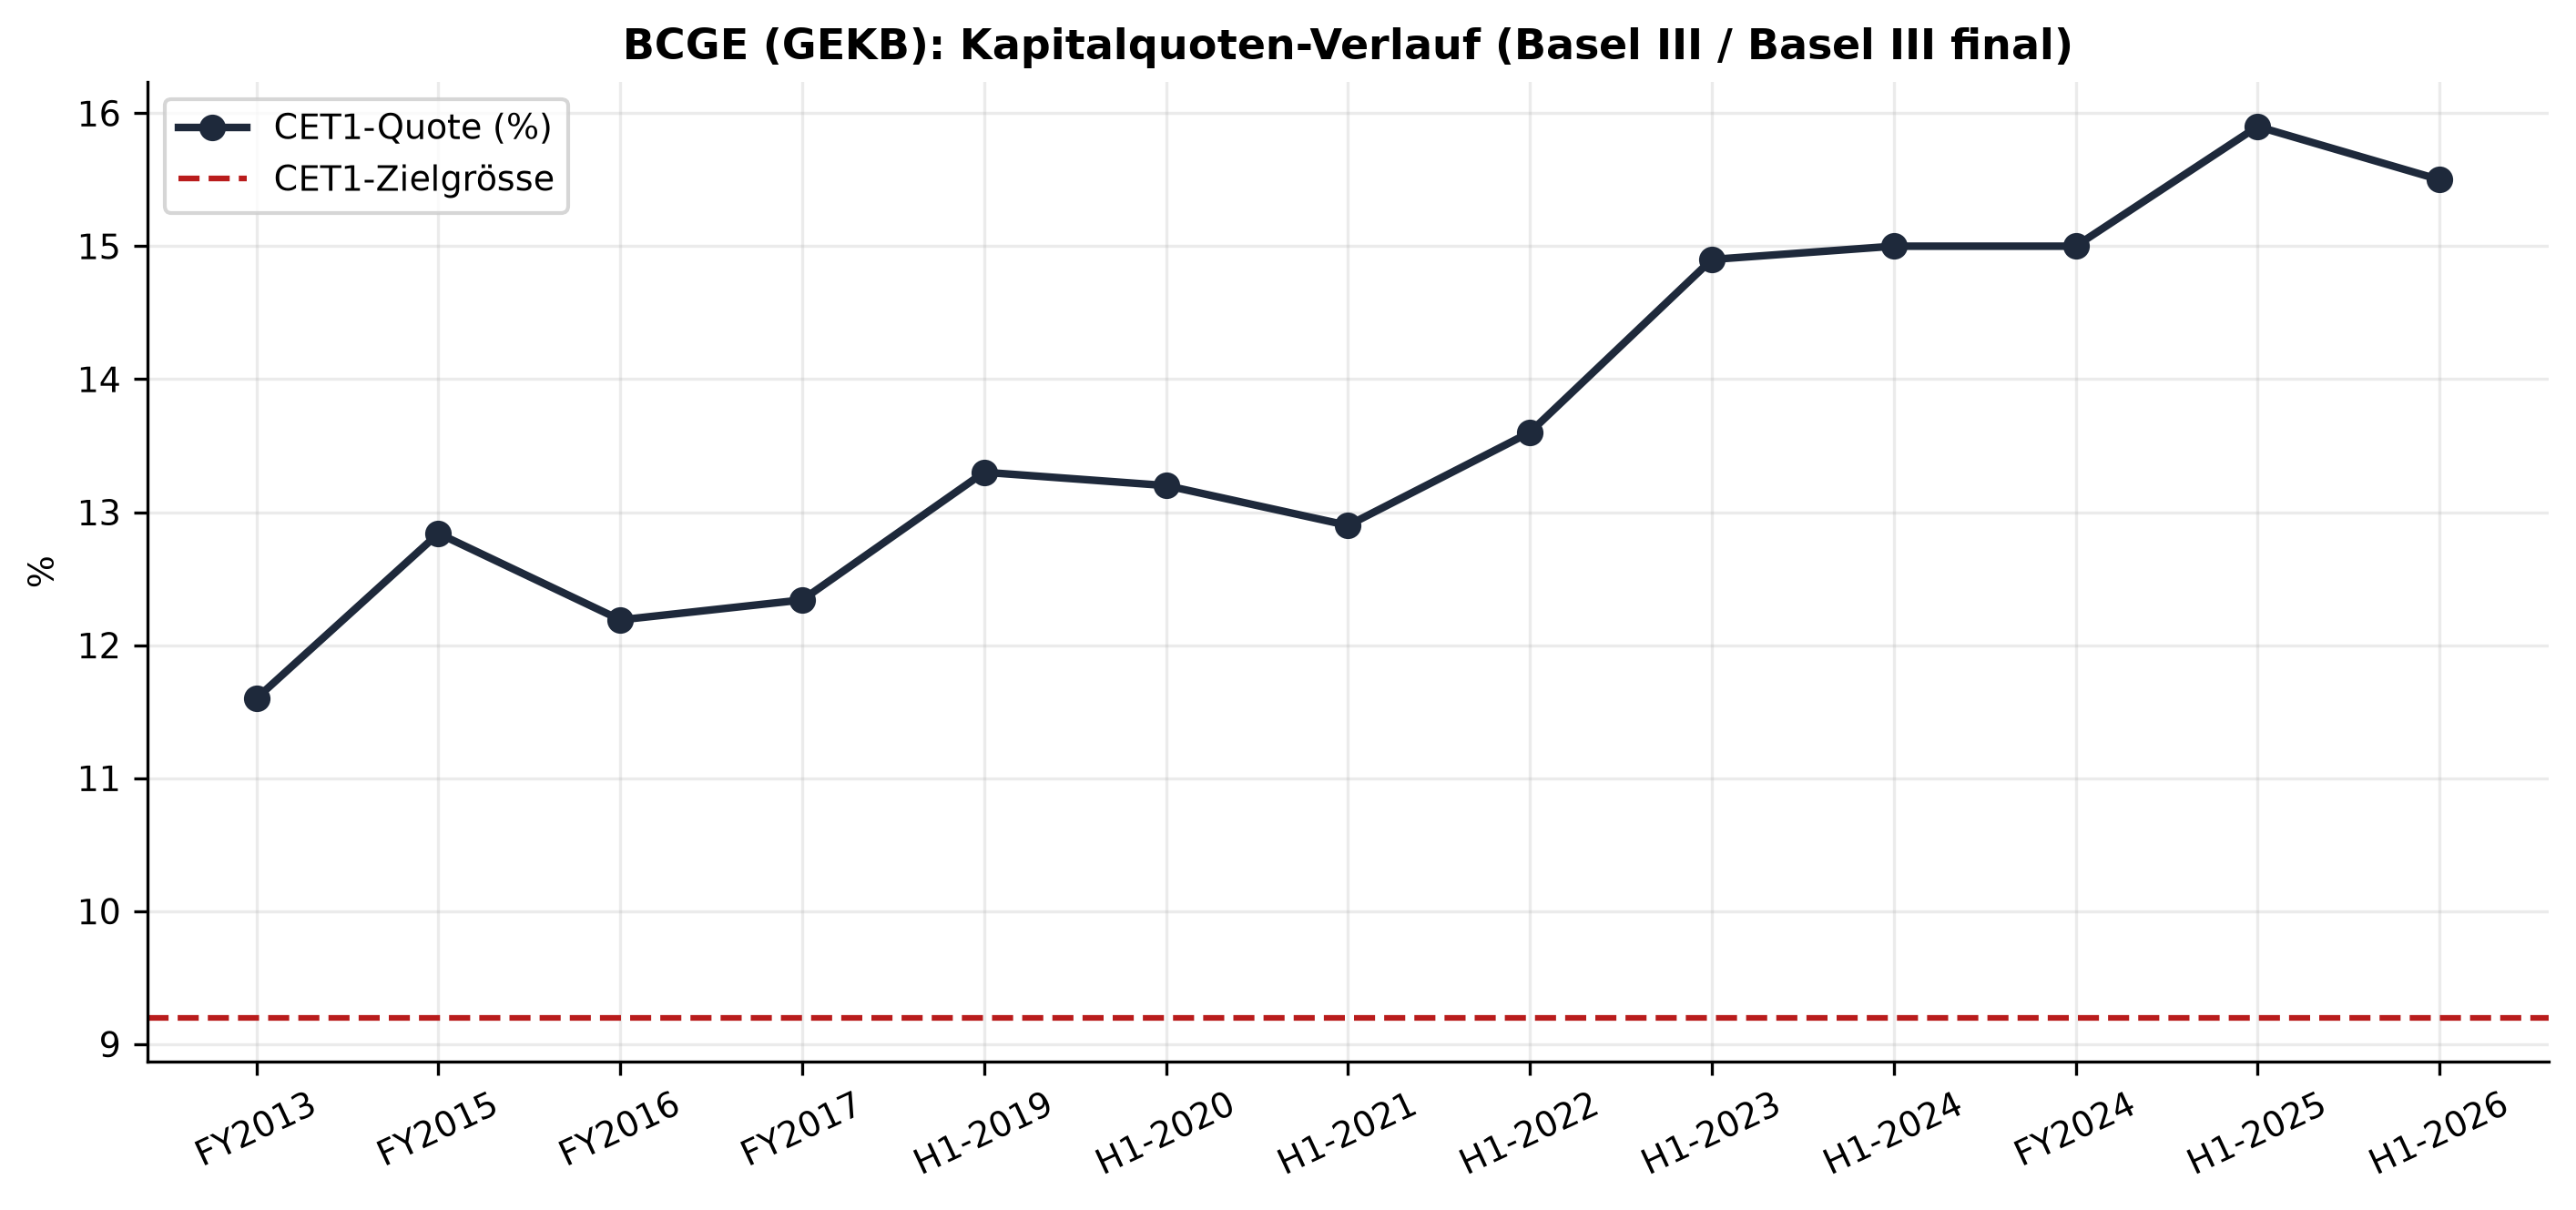 BCGE (GEKB): Kapitalquoten-Verlauf (Basel III / Basel III final)
CET1-Quote (%)
CET1-Zielgrösse
%
16
15
14
13
12
11
10
9
FY2013
FY2015
FY2016
FY2017
H1-2019
H1-2020
H1-2021
H1-2022
H1-2023
H1-2024
FY2024
H1-2025
H1-2026